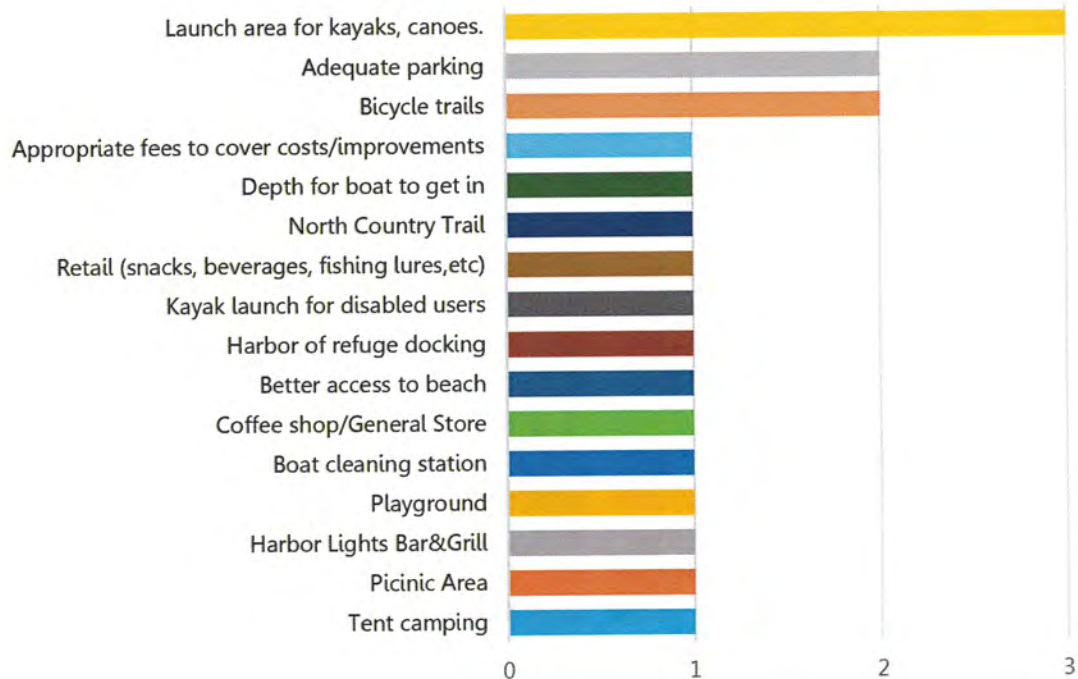 Launch area for kayaks, canoes.
Adequate parking
Bicycle trails
Appropriate fees to cover costs/improvements
Depth for boat to get in
North Country Trail
Retail (snacks, beverages, fishing lures,etc)
Kayak launch for disabled users
Harbor of refuge docking
Better access to beach
Coffee shop/General Store
Boat cleaning station
Playground
Harbor Lights Bar&Grill
Picinic Area
Tent camping
0 1 2 3